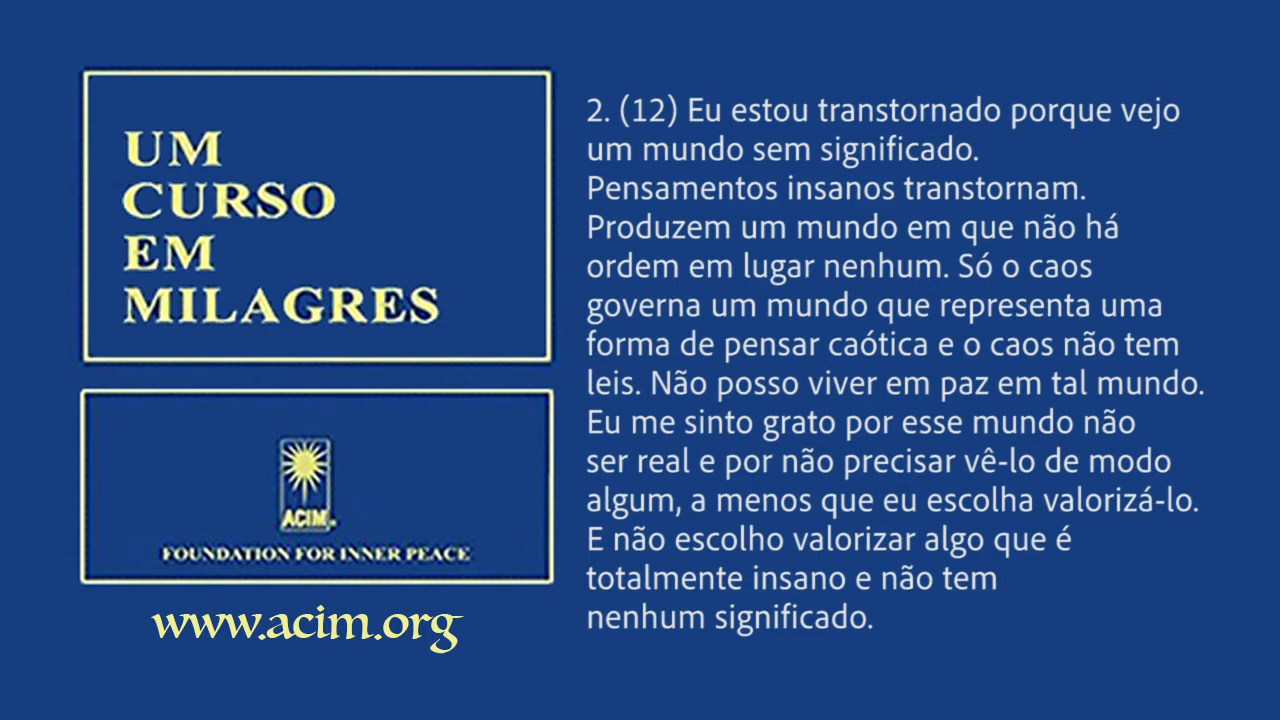 UM
CURSO
EM
MILAGRES
ACIM
FOUNDATION FOR INNER PEACE
www.acim.org
2. (12) Eu estou transtornado porque vejo
um mundo sem significado.
Pensamentos insanos transtornam.
Produzem um mundo em que não há
ordem em lugar nenhum. Só o caos
governa um mundo que representa uma
forma de pensar caótica e o caos não tem
leis. Não posso viver em paz em tal mundo.
Eu me sinto grato por esse mundo não
ser real e por não precisar vê-lo de modo
algum, a menos que eu escolha valorizá-lo.
E não escolho valorizar algo que é
totalmente insano e não tem
nenhum significado.